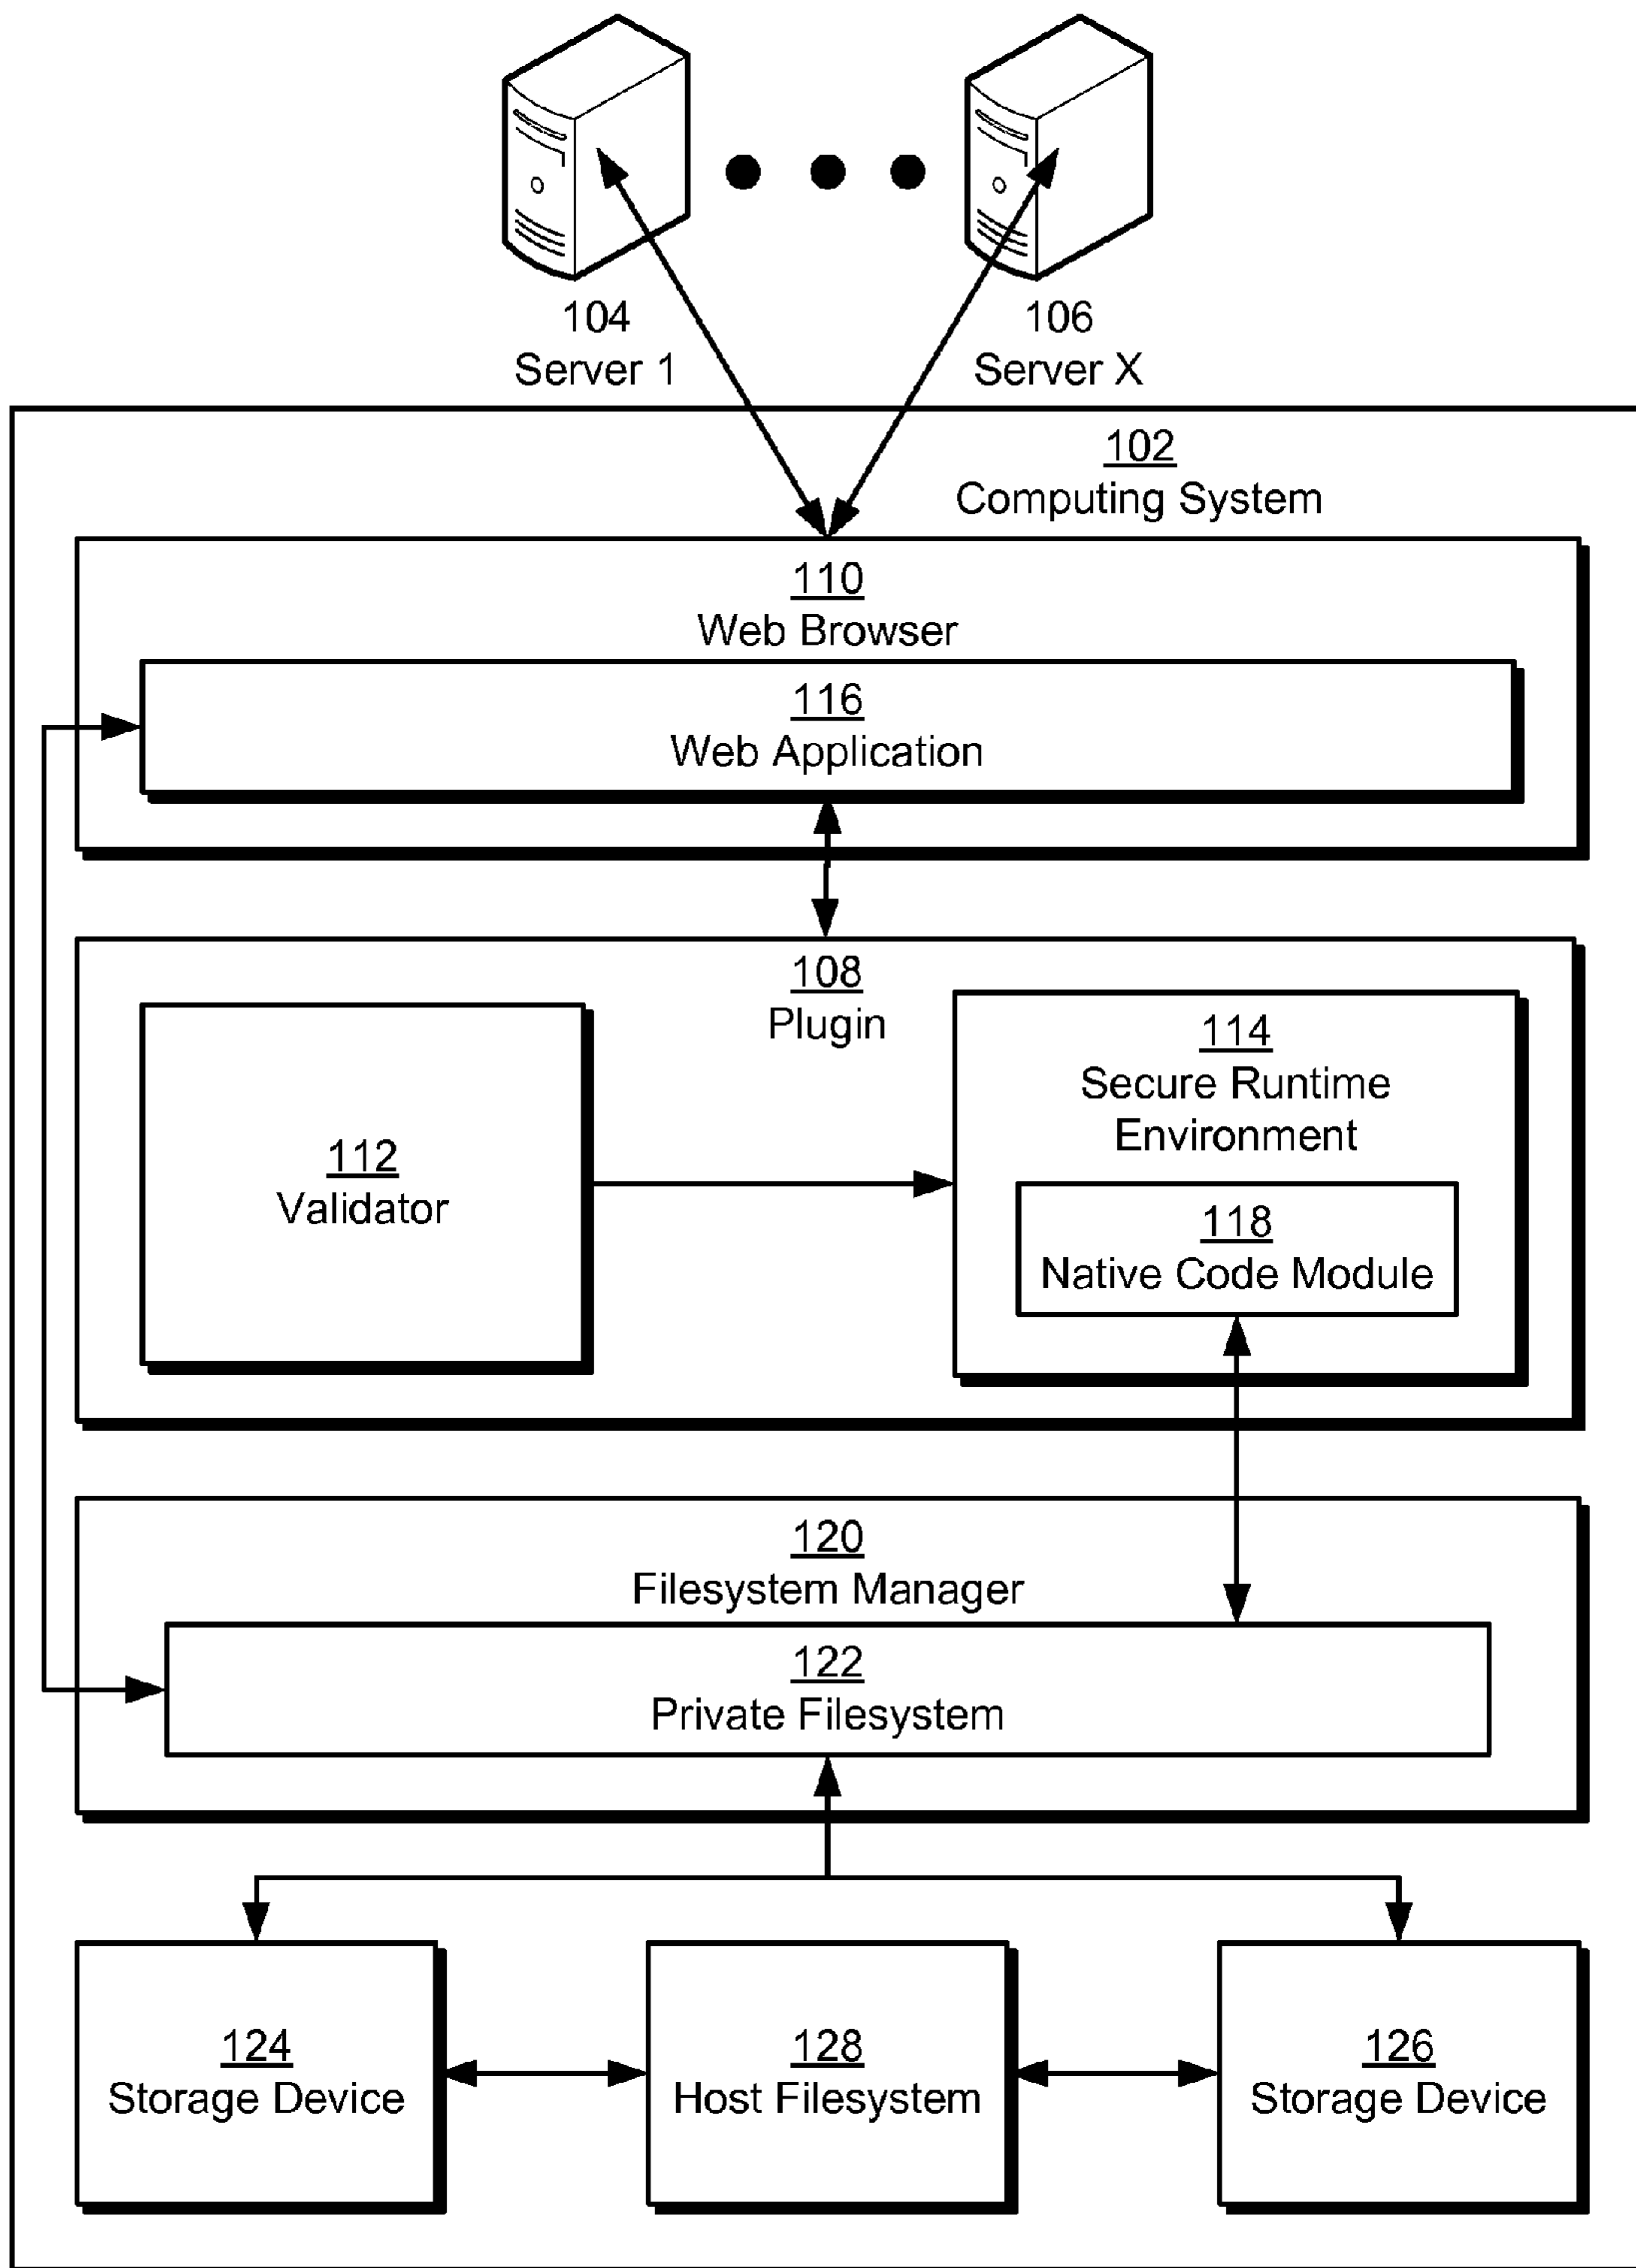 104
Server 1
106
Server X
102
Computing System
110
Web Browser
116
Web Application
108
Plugin
112
Validator
114
Secure Runtime
Environment
118
Native Code Module
120
Filesystem Manager
122
Private Filesystem
124
Storage Device
128
Host Filesystem
126
Storage Device